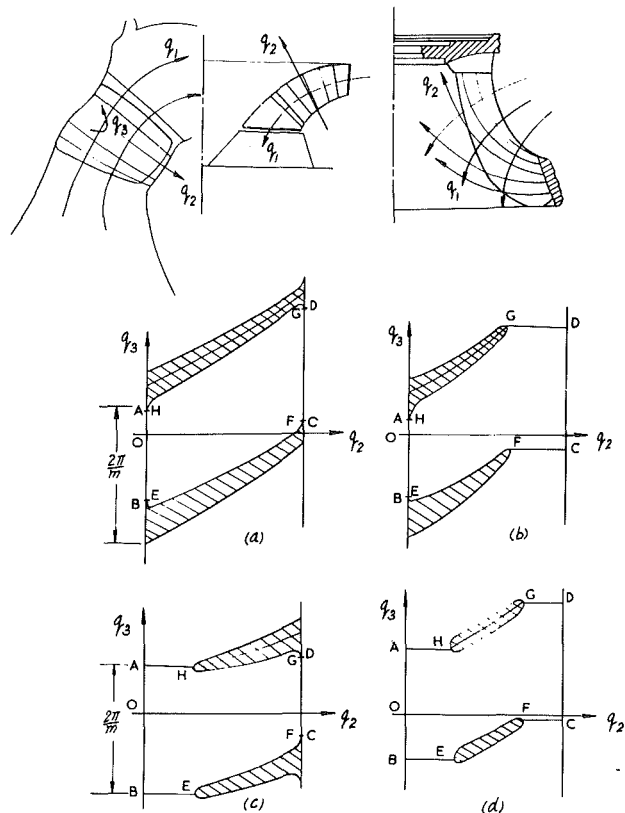 q₁
q₃
q₂
q₂
q₁
q₂
q₁
q₃
G
D
A
H
F
C
O
q₂
2π/m
B
E
(a)
q₃
G
D
A
H
O
F
C
q₂
B
E
(b)
q₃
A
H
G
D
O
q₂
2π/m
F
C
B
E
(c)
q₃
G
D
A
H
O
F
C
q₂
B
E
(d)